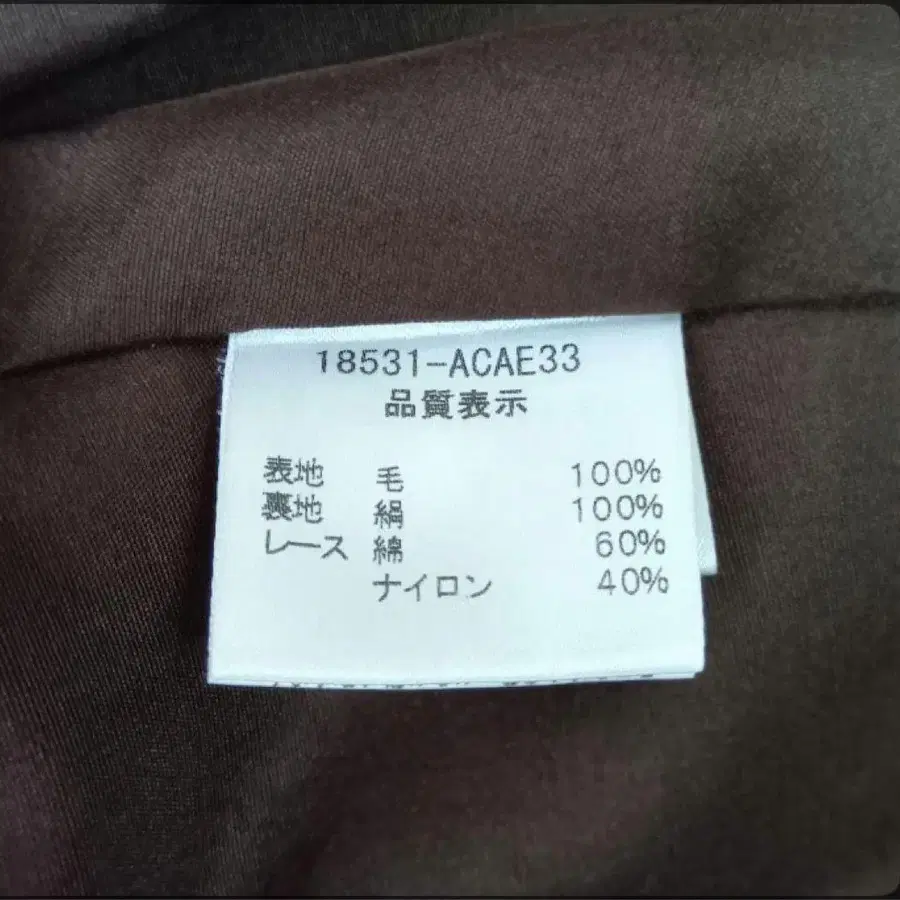 18531-ACAE33
品質表示
表地 毛 100%
裏地 絹 100%
レース 綿 60%
ナイロン 40%